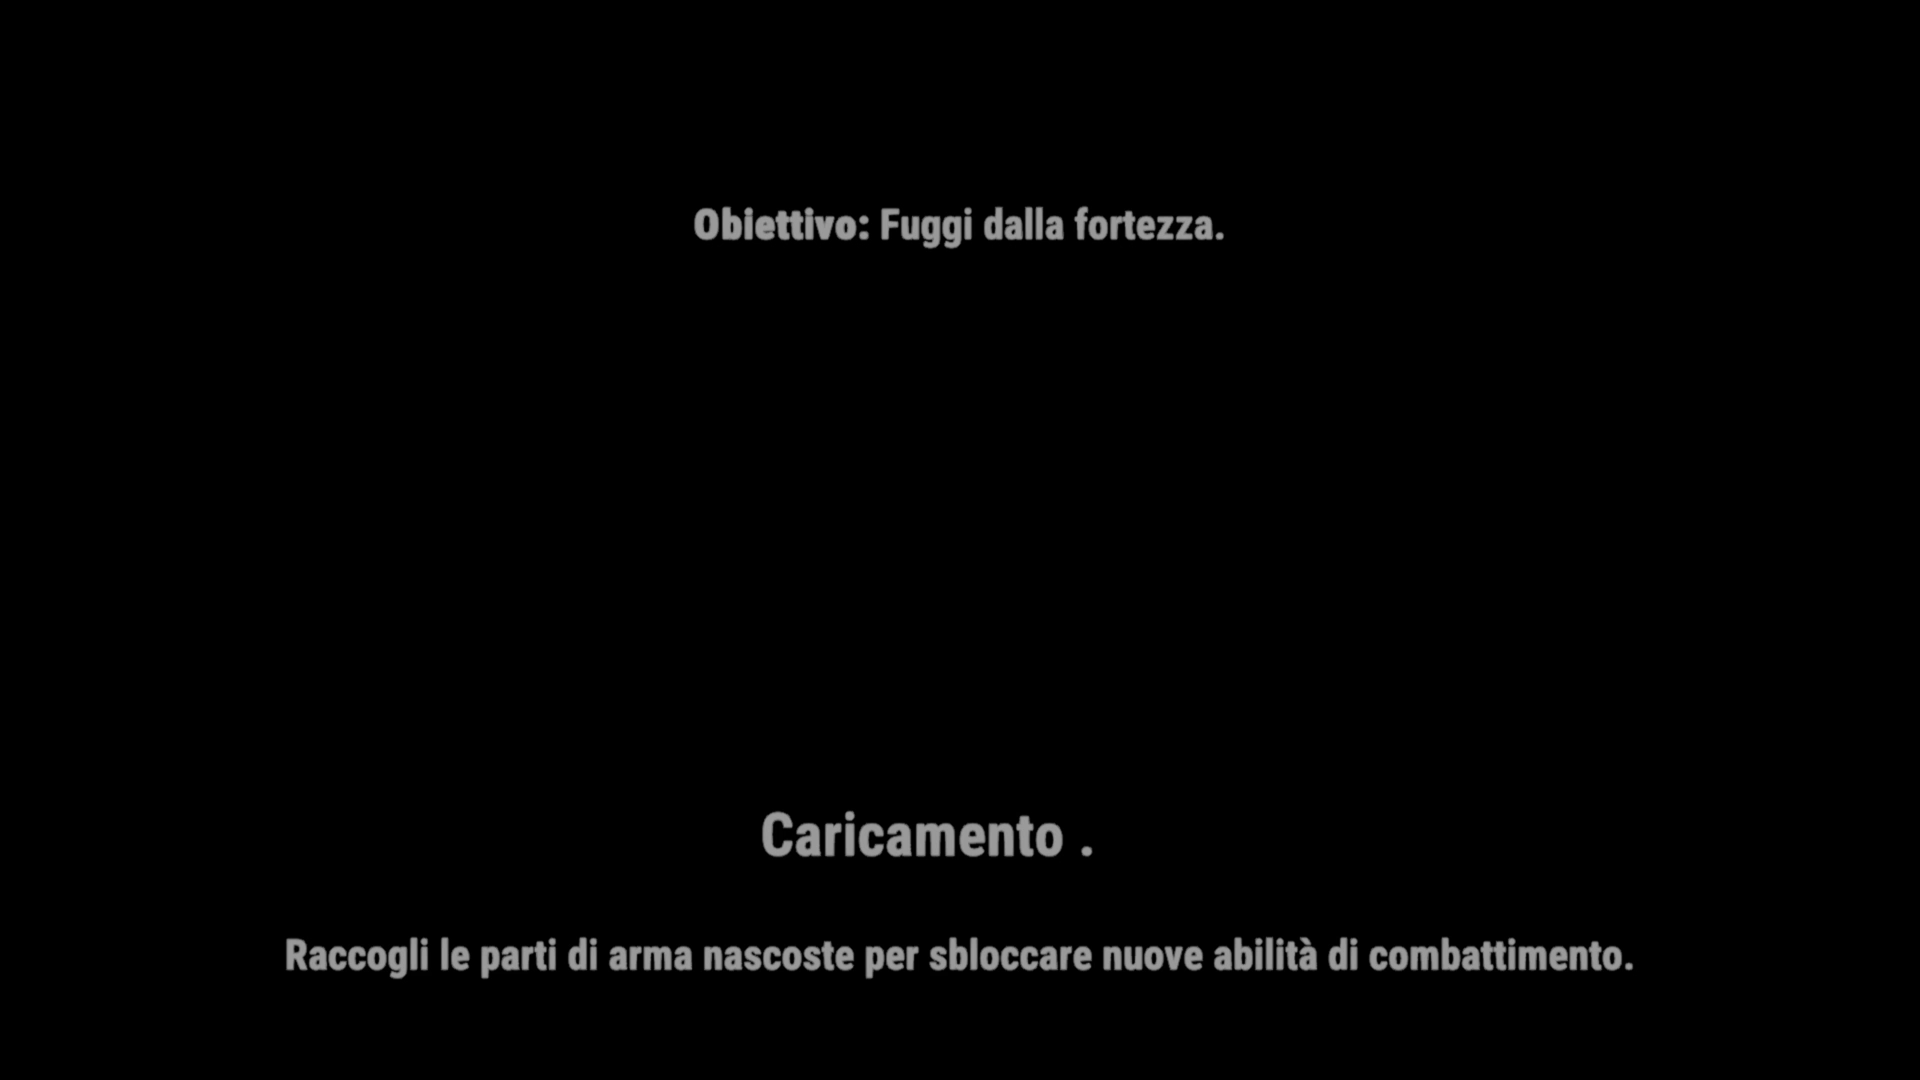 Obiettivo: Fuggi dalla fortezza.
Caricamento .
Raccogli le parti di arma nascoste per sbloccare nuove abilità di combattimento.